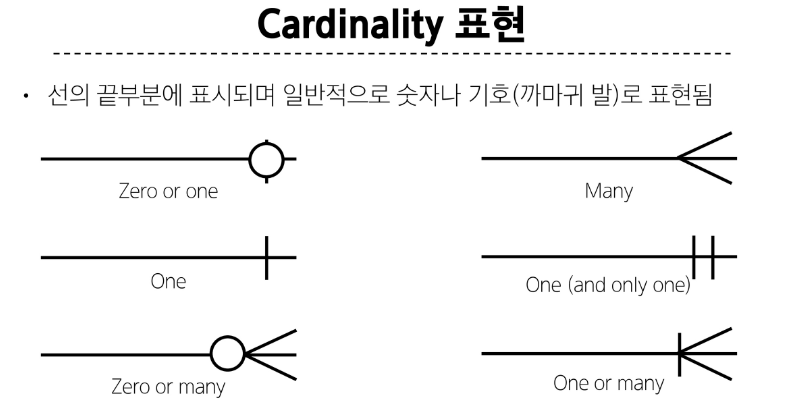 Cardinality 표현
• 선의 끝부분에 표시되며 일반적으로 숫자나 기호(까마귀 발)로 표현됨
Zero or one
Many
One
One (and only one)
Zero or many
One or many